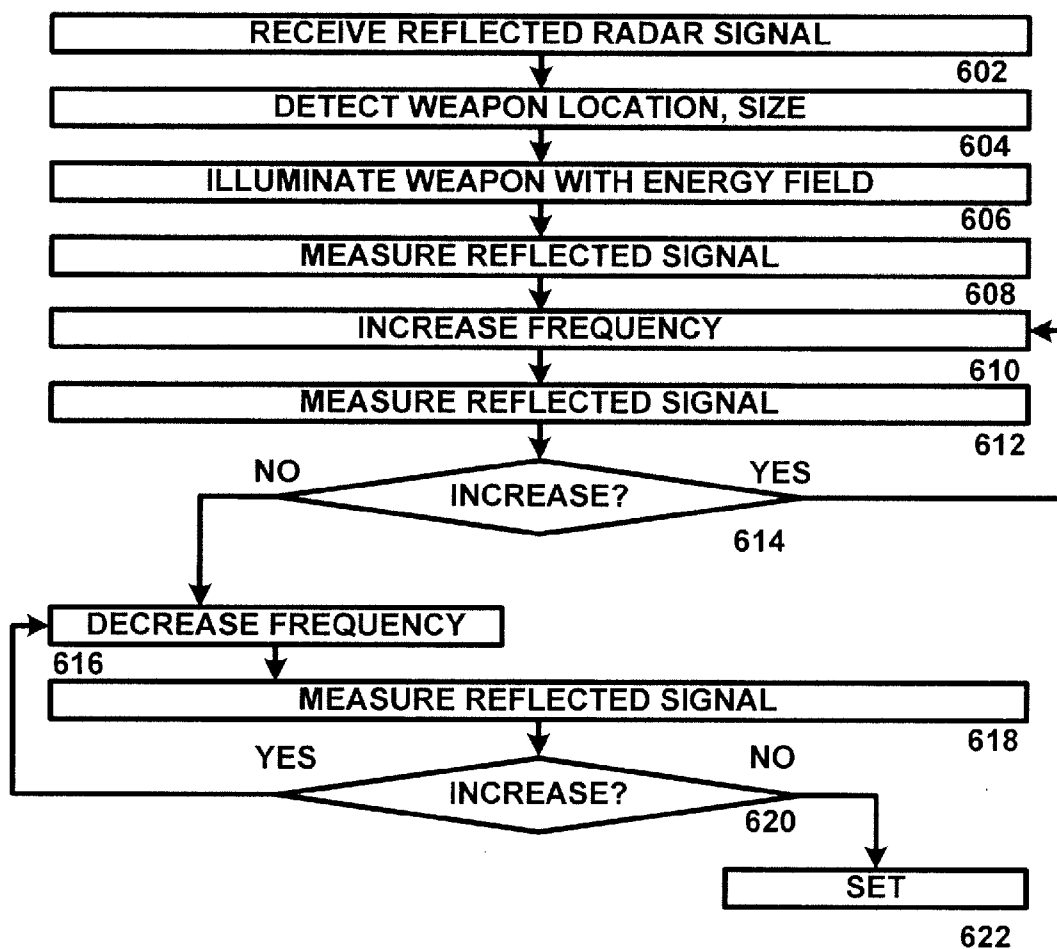 RECEIVE REFLECTED RADAR SIGNAL
602
DETECT WEAPON LOCATION, SIZE
604
ILLUMINATE WEAPON WITH ENERGY FIELD
606
MEASURE REFLECTED SIGNAL
608
INCREASE FREQUENCY
610
MEASURE REFLECTED SIGNAL
612
NO
YES
INCREASE?
614
DECREASE FREQUENCY
616
MEASURE REFLECTED SIGNAL
618
YES
NO
INCREASE?
620
SET
622